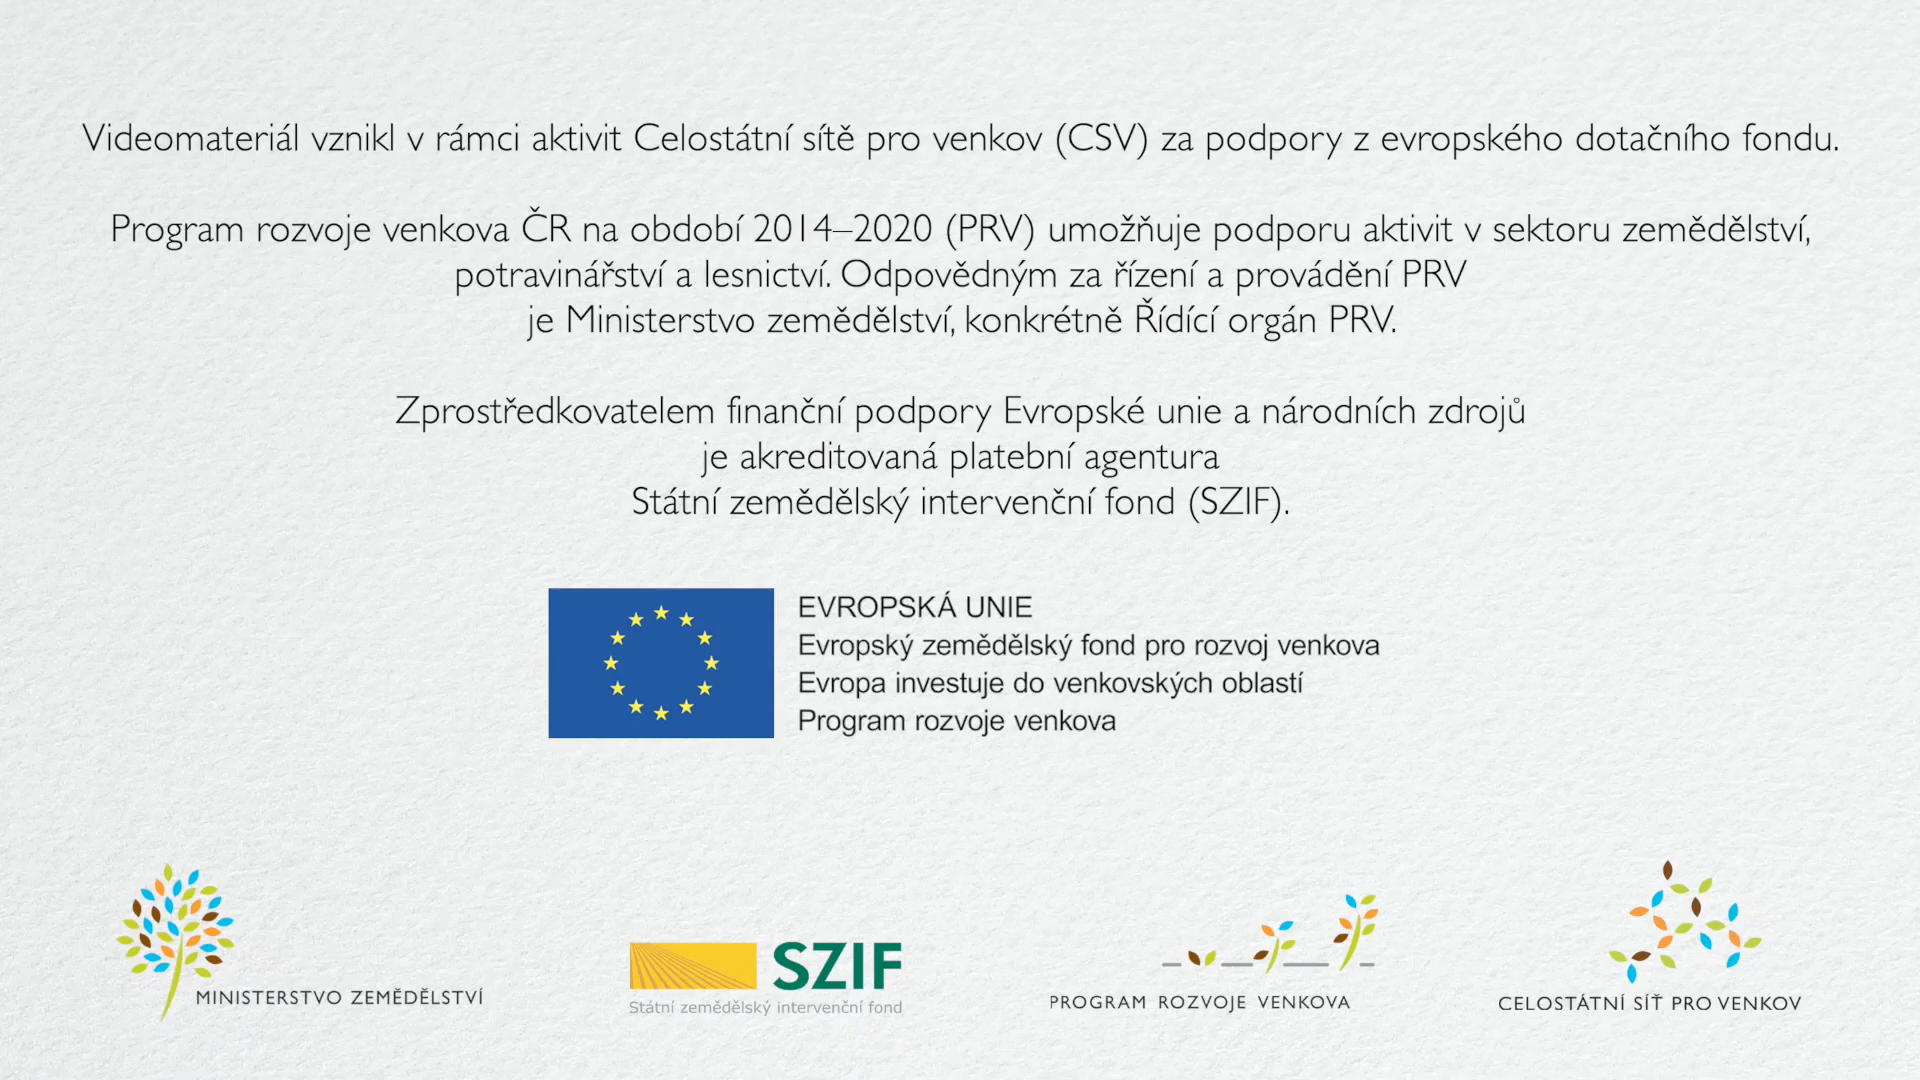 Videomateriál vznikl v rámci aktivit Celostátní sítě pro venkov (CSV) za podpory z evropského dotačního fondu.
Program rozvoje venkova ČR na období 2014–2020 (PRV) umožňuje podporu aktivit v sektoru zemědělství,
potravinářství a lesnictví. Odpovědným za řízení a provádění PRV
je Ministerstvo zemědělství, konkrétně Řídící orgán PRV.
Zprostředkovatelem finanční podpory Evropské unie a národních zdrojů
je akreditovaná platební agentura
Státní zemědělský intervenční fond (SZIF).
EVROPSKÁ UNIE
Evropský zemědělský fond pro rozvoj venkova
Evropa investuje do venkovských oblastí
Program rozvoje venkova
MINISTERSTVO ZEMĚDĚLSTVÍ
SZIF
Státní zemědělský intervenční fond
PROGRAM ROZVOJE VENKOVA
CELOSTÁTNÍ SÍŤ PRO VENKOV